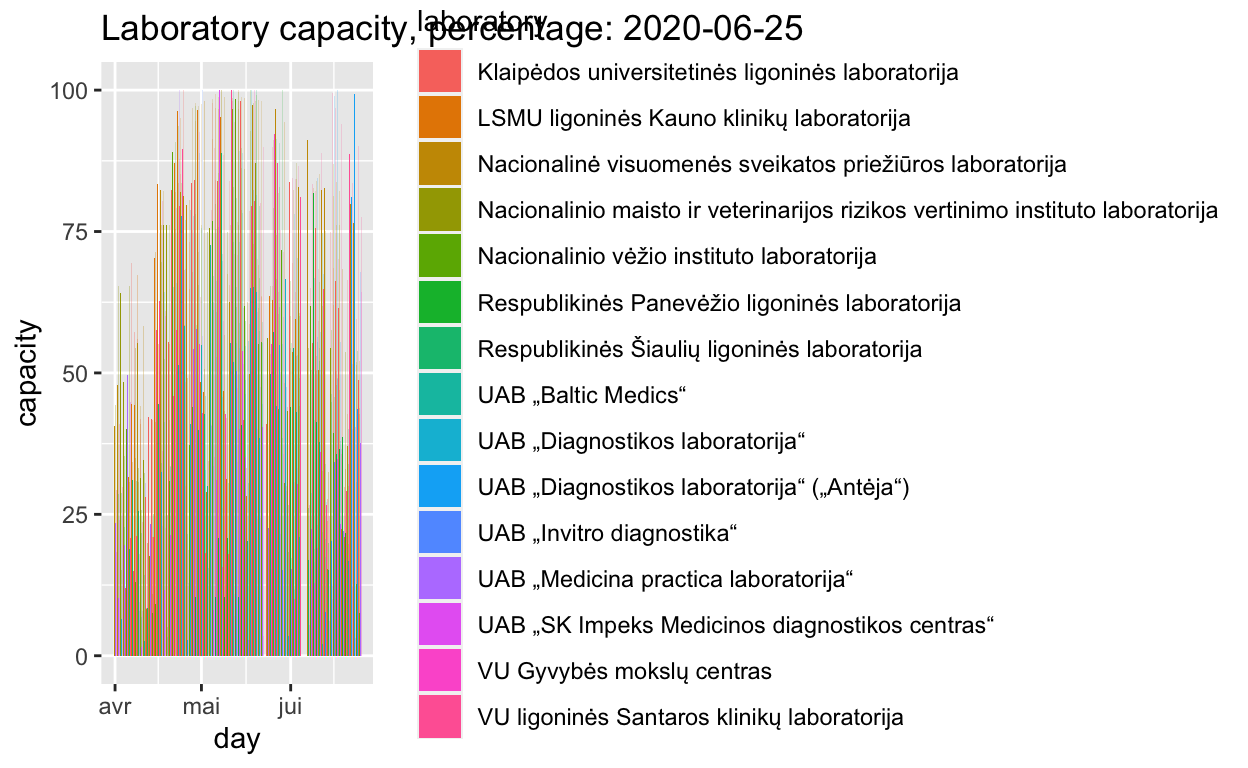 Laboratory capacity, percentage: 2020-06-25
laboratory
Klaipėdos universitetinės ligoninės laboratorija
LSMU ligoninės Kauno klinikų laboratorija
Nacionalinė visuomenės sveikatos priežiūros laboratorija
Nacionalinio maisto ir veterinarijos rizikos vertinimo instituto laboratorija
Nacionalinio vėžio instituto laboratorija
Respublikinės Panevėžio ligoninės laboratorija
Respublikinės Šiaulių ligoninės laboratorija
UAB „Baltic Medics“
UAB „Diagnostikos laboratorija“
UAB „Diagnostikos laboratorija“ („Antėja“)
UAB „Invitro diagnostika“
UAB „Medicina practica laboratorija“
UAB „SK Impeks Medicinos diagnostikos centras“
VU Gyvybės mokslų centras
VU ligoninės Santaros klinikų laboratorija
capacity
100
75
50
25
0
avr mai jui
day